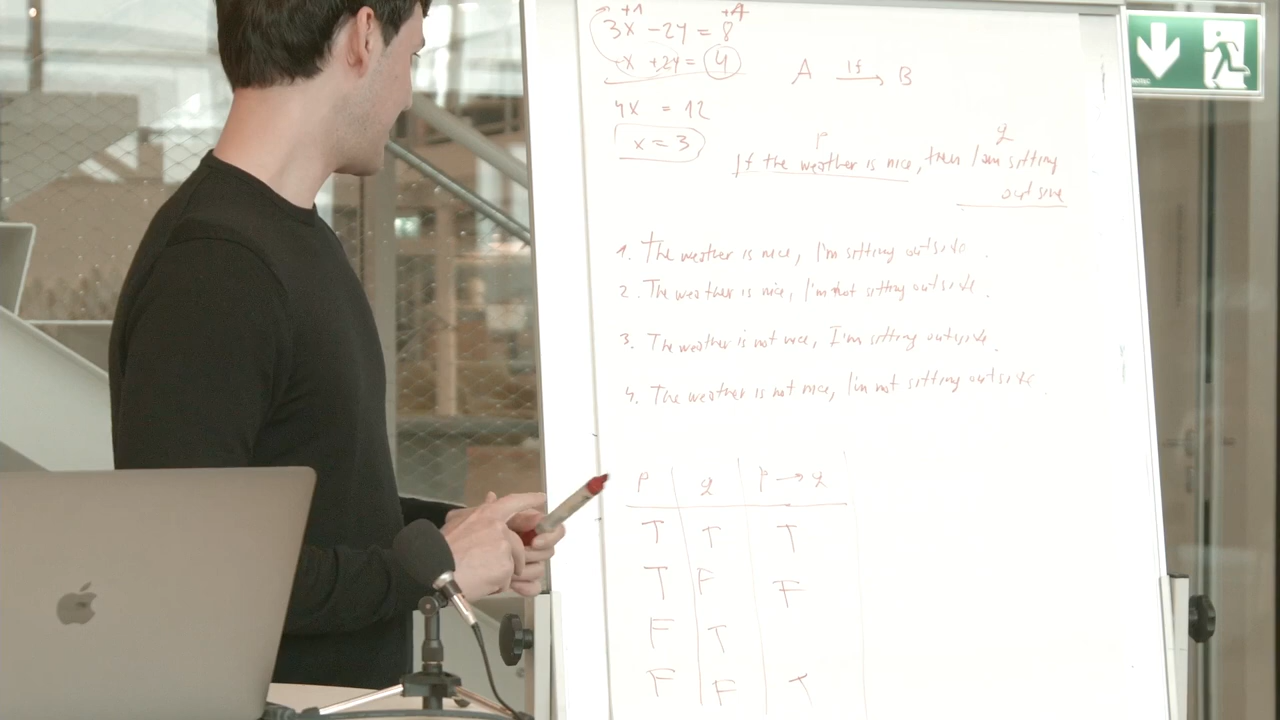 +1 +4
3x - 2y = 8
x + 2y = 4
4x = 12
x = 3
A if → B
p q
If the weather is nice, then I am sitting
outside
1. The weather is nice, I'm sitting outside.
2. The weather is nice, I'm not sitting outside.
3. The weather is not nice, I'm sitting outside.
4. The weather is not nice, I'm not sitting outside.
p q p → q
T T T
T F F
F T
F F T